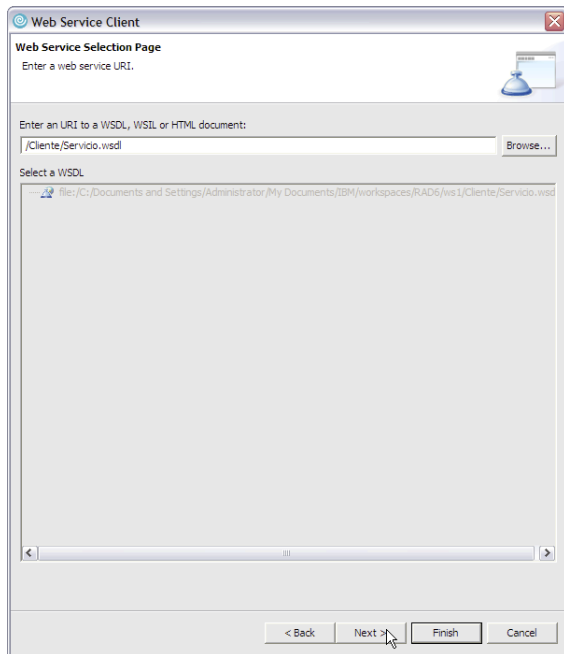 Web Service Client
Web Service Selection Page
Enter a web service URI.
Enter an URI to a WSDL, WSIL or HTML document:
/Cliente/Servicio.wsdl
Browse...
Select a WSDL
file:/C:/Documents and Settings/Administrator/My Documents/IBM/workspaces/RAD6/ws1/Cliente/Servicio.wsd
< Back
Next >
Finish
Cancel